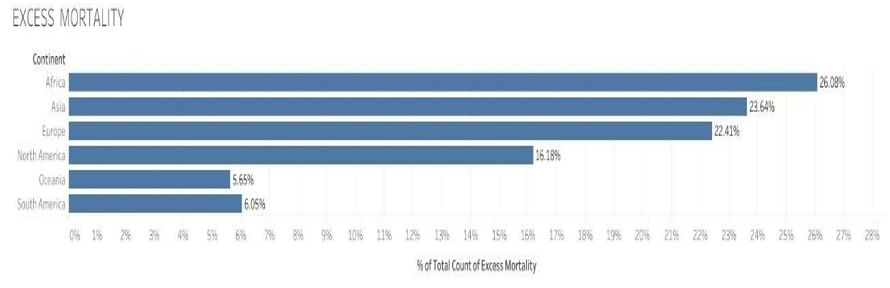 EXCESS MORTALITY
Continent
Africa 26.08%
Asia 23.64%
Europe 22.41%
North America 16.18%
Oceania 5.65%
South America 6.05%
0% 1% 2% 3% 4% 5% 6% 7% 8% 9% 10% 11% 12% 13% 14% 15% 16% 17% 18% 19% 20% 21% 22% 23% 24% 25% 26% 27% 28%
% of Total Count of Excess Mortality